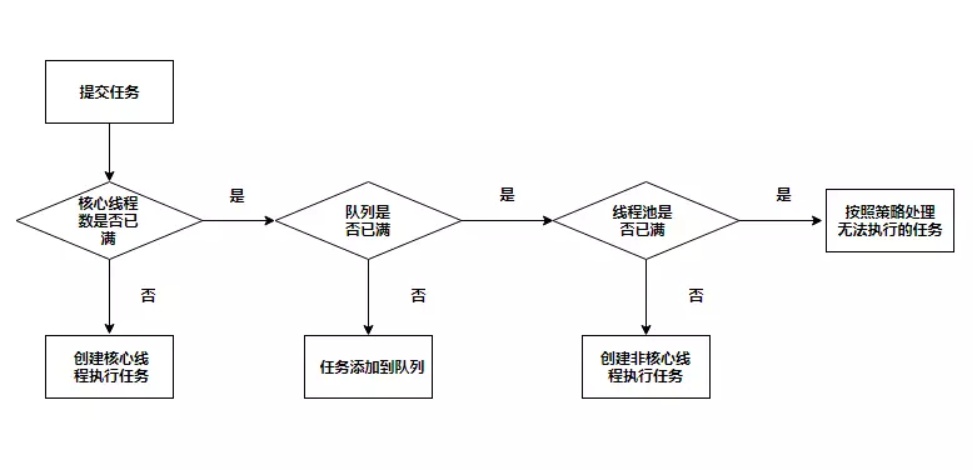 提交任务
核心线程
数是否已
满
是
队列是
否已满
是
线程池是
否已满
是
按照策略处理
无法执行的任务
否
否
否
创建核心线
程执行任务
任务添加到队列
创建非核心线
程执行任务